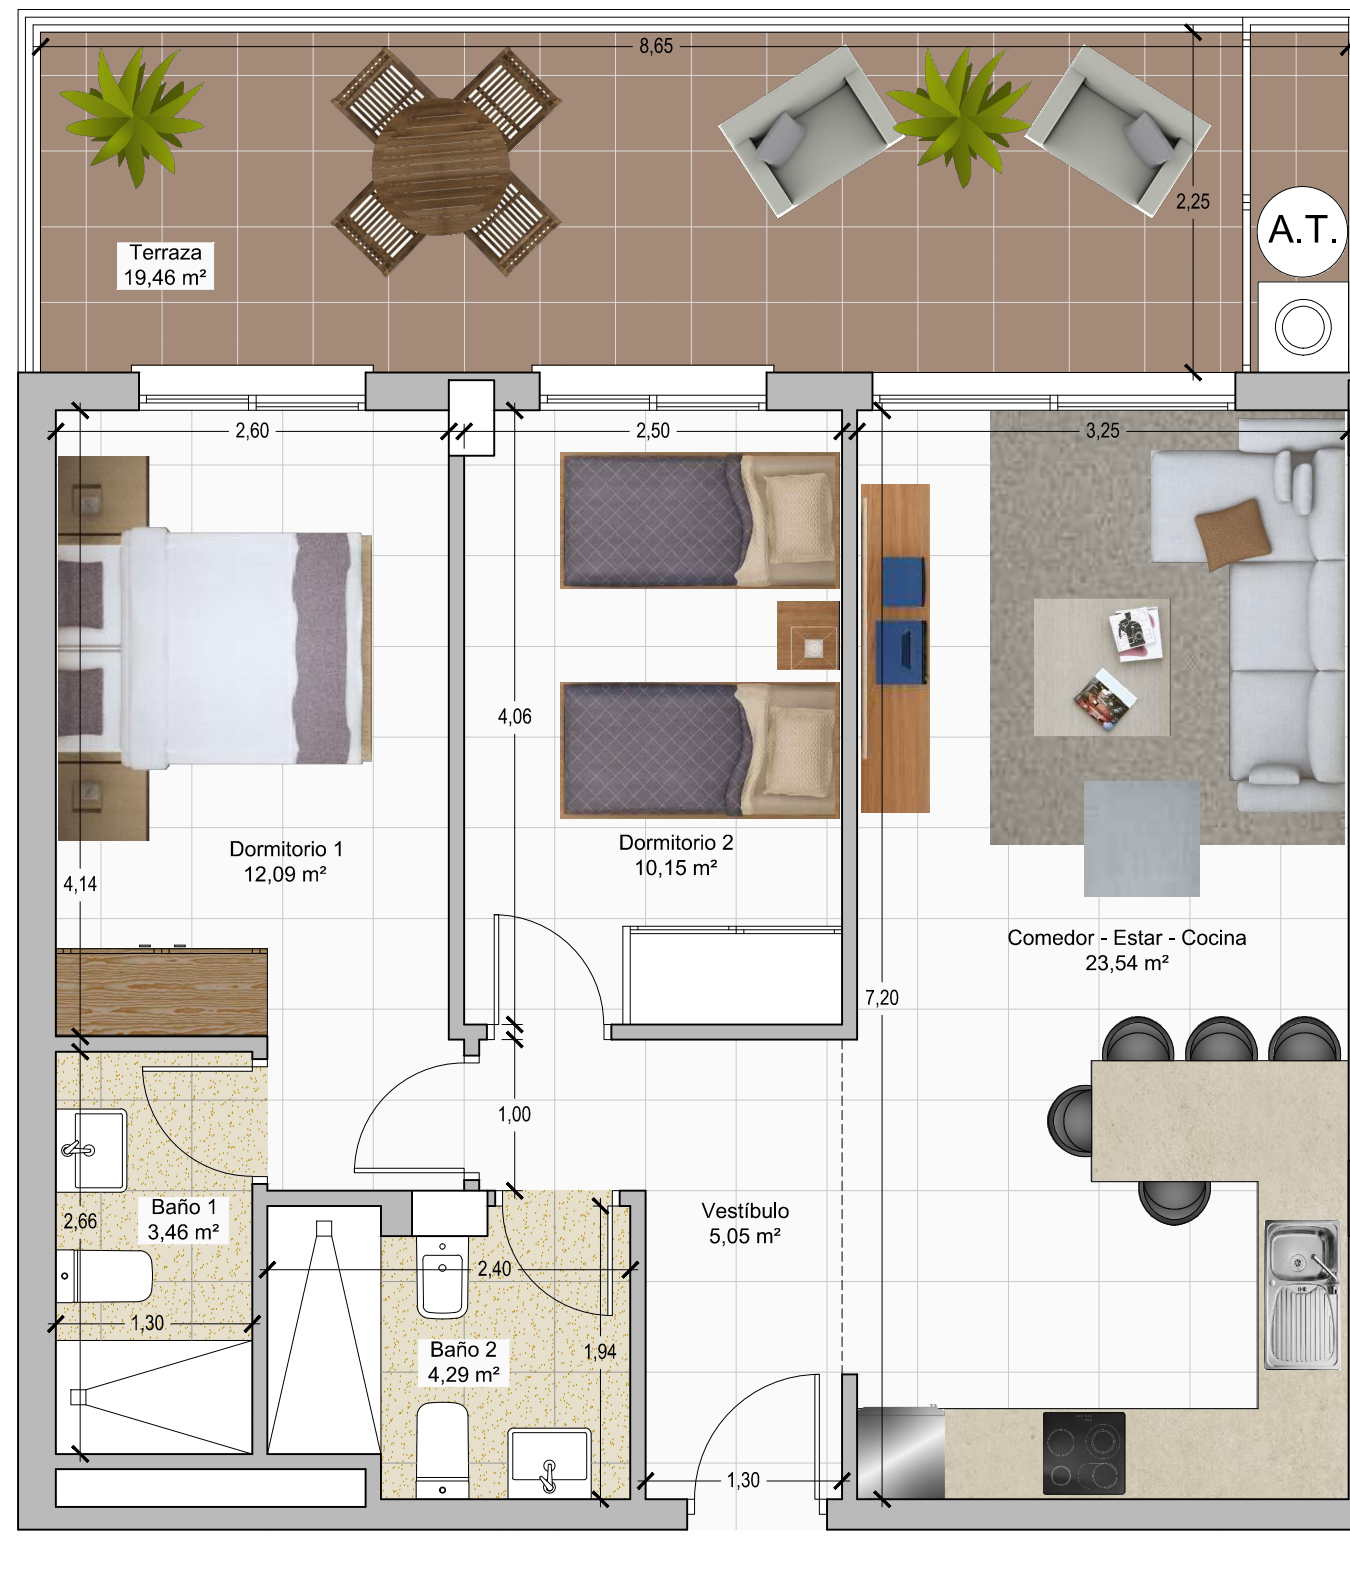 8,65
2,25
A.T.
Terraza
19,46 m²
2,60
2,50
3,25
4,06
Dormitorio 1
12,09 m²
Dormitorio 2
10,15 m²
4,14
Comedor - Estar - Cocina
23,54 m²
7,20
1,00
Baño 1
3,46 m²
2,66
Vestíbulo
5,05 m²
2,40
1,30
Baño 2
4,29 m²
1,94
1,30